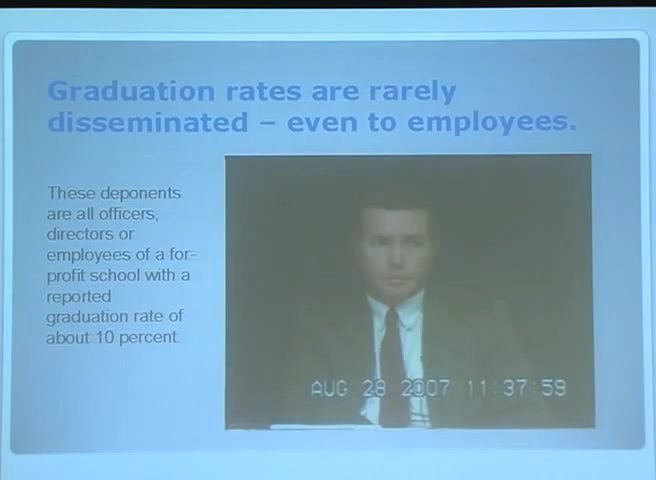 Graduation rates are rarely
disseminated – even to employees.
These deponents
are all officers,
directors or
employees of a for-
profit school with a
reported
graduation rate of
about 10 percent.
AUG 28 2007 11:37:59